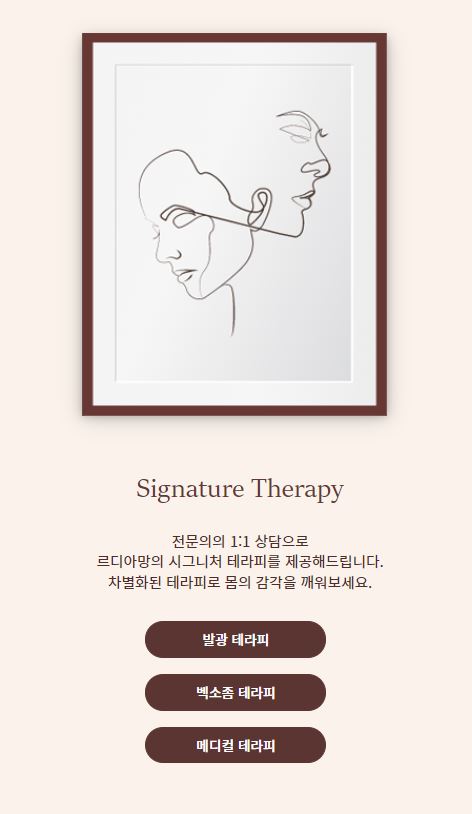 Signature Therapy
전문의의 1:1 상담으로
르디아망의 시그니처 테라피를 제공해드립니다.
차별화된 테라피로 몸의 감각을 깨워보세요.
발광 테라피
벡소좀 테라피
메디컬 테라피